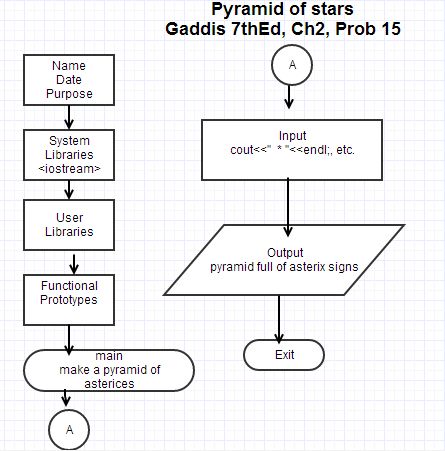 Pyramid of stars
Gaddis 7thEd, Ch2, Prob 15
Name
Date
Purpose
System
Libraries
<iostream>
User
Libraries
Functional
Prototypes
main
make a pyramid of
asterices
A
A
Input
cout<<" * "<<endl;, etc.
Output
pyramid full of asterix signs
Exit